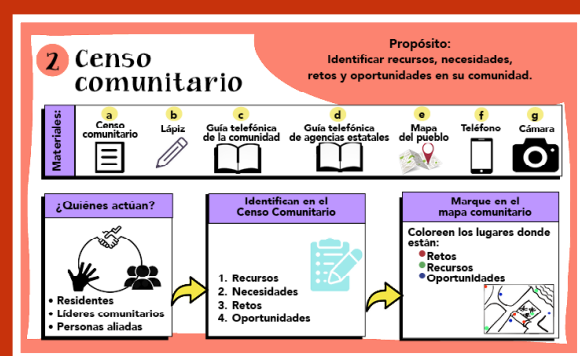 2 Censo
comunitario
Propósito:
Identificar recursos, necesidades,
retos y oportunidades en su comunidad.
Materiales:
a
Censo
comunitario
b
Lápiz
c
Guía telefónica
de la comunidad
d
Guía telefónica
de agencias estatales
e
Mapa
del pueblo
f
Teléfono
g
Cámara
¿Quiénes actúan?
• Residentes
• Líderes comunitarios
• Personas aliadas
Identifican en el
Censo Comunitario
1. Recursos
2. Necesidades
3. Retos
4. Oportunidades
Marque en el
mapa comunitario
Coloreen los lugares donde
están:
Retos
Recursos
Oportunidades